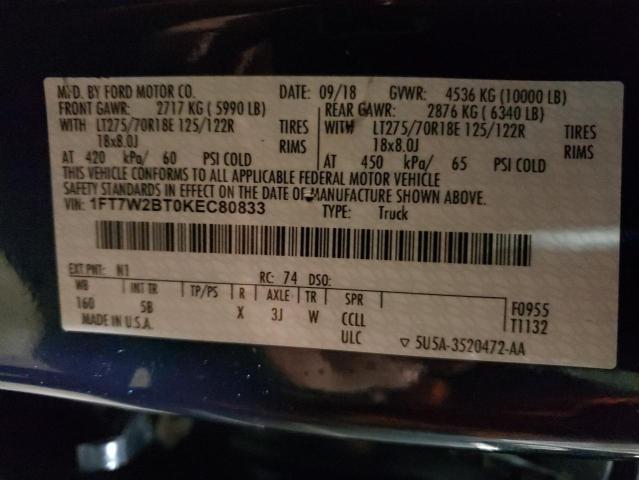 MFD. BY FORD MOTOR CO. DATE: 09/18 GVWR: 4536 KG (10000 LB)
FRONT GAWR: 2717 KG (5990 LB) REAR GAWR: 2876 KG (6340 LB)
WITH LT275/70R18E 125/122R TIRES WITH LT275/70R18E 125/122R TIRES
18x8.0J RIMS 18x8.0J RIMS
AT 420 kPa/ 60 PSI COLD AT 450 kPa/ 65 PSI COLD
THIS VEHICLE CONFORMS TO ALL APPLICABLE FEDERAL MOTOR VEHICLE
SAFETY STANDARDS IN EFFECT ON THE DATE OF MANUFACTURE SHOWN ABOVE.
VIN: 1FT7W2BT0KEC80833 TYPE: Truck
EXT PNT: N1 RC: 74 DSO:
WB INT TR TP/PS R AXLE TR SPR F0955
160 5B X 3J W CCLL T1132
MADE IN U.S.A. ULC ▽ 5U5A-3520472-AA